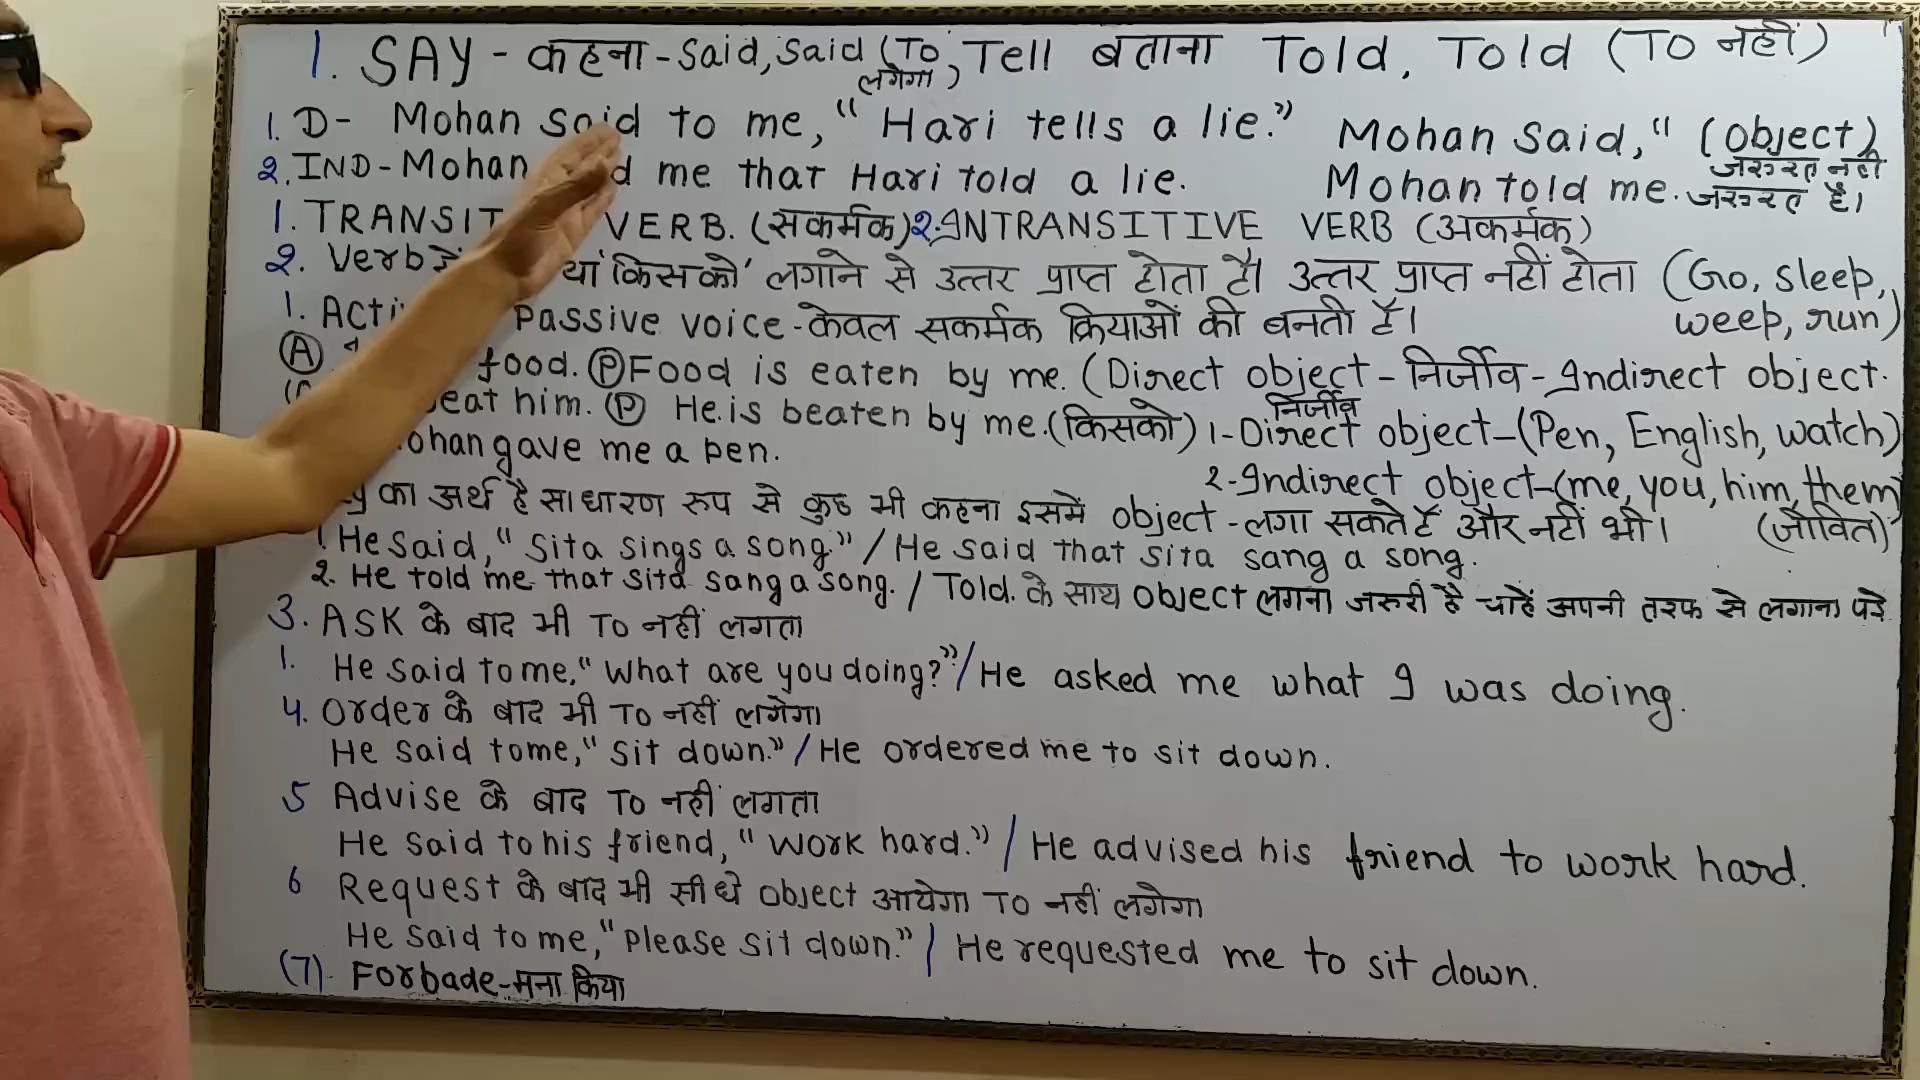 1. SAY - कहना - Said, Said (TO लगेगा), Tell बताना Told, Told (TO नहीं)
1. D- Mohan said to me, "Hari tells a lie." Mohan said, " (object) जरुरत नहीं
2. IND- Mohan me that Hari told a lie. Mohan told me. जरुरत है।
1. TRANSIT VERB. (सकर्मक) 2. INTRANSITIVE VERB (अकर्मक)
2. Verb में या 'किसको' लगाने से उत्तर प्राप्त होता है। उत्तर प्राप्त नहीं होता (Go, sleep, weep, run)
1. Acti Passive voice - केवल सकर्मक क्रियाओं की बनती है।
(A) food. (P) Food is eaten by me. (Direct object - निर्जीव - Indirect object.
beat him. (P) He is beaten by me. (किसको) 1- Direct object - (Pen, English, watch) निर्जीव
ohan gave me a pen.
2- Indirect object - (me, you, him, them) (जीवित)
y का अर्थ है साधारण रुप से कुछ भी कहना इसमें object - लगा सकते हैं और नहीं भी।
1. He said, "Sita sings a song." / He said that sita sang a song.
2. He told me that sita sang a song. / Told. के साथ object लगना जरुरी है चाहें अपनी तरफ से लगाना पड़े
3. ASK के बाद भी TO नहीं लगता
1. He said to me, "What are you doing?" / He asked me what I was doing.
4. Order के बाद भी TO नहीं लगेगा
He said to me, "Sit down." / He ordered me to sit down.
5 Advise के बाद TO नहीं लगता
He said to his friend, "Work hard." / He advised his friend to work hard.
6 Request के बाद भी सीधे object आयेगा TO नहीं लगेगा
He said to me, "Please sit down." / He requested me to sit down.
(7). Forbade - मना किया